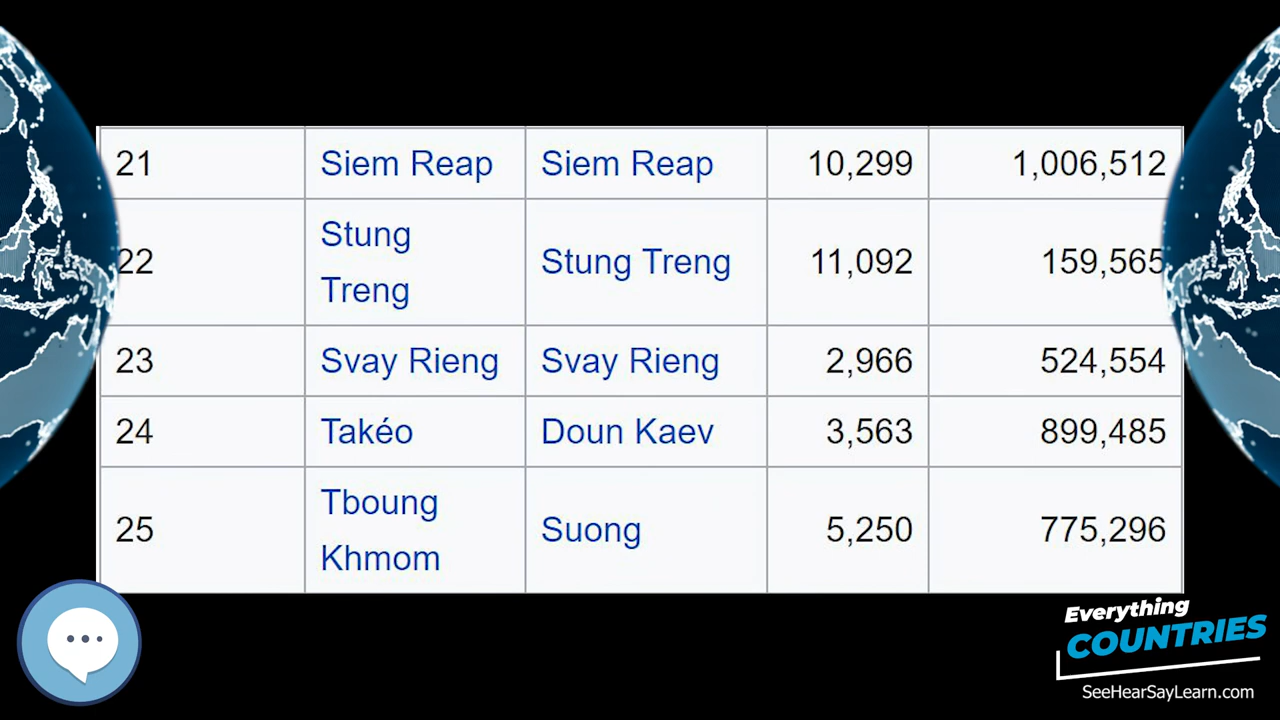 21 Siem Reap Siem Reap 10,299 1,006,512
Stung
22 Stung Treng 11,092 159,565
Treng
23 Svay Rieng Svay Rieng 2,966 524,554
24 Takéo Doun Kaev 3,563 899,485
Tboung
25 Suong 5,250 775,296
Khmom
Everything
COUNTRIES
SeeHearSayLearn.com